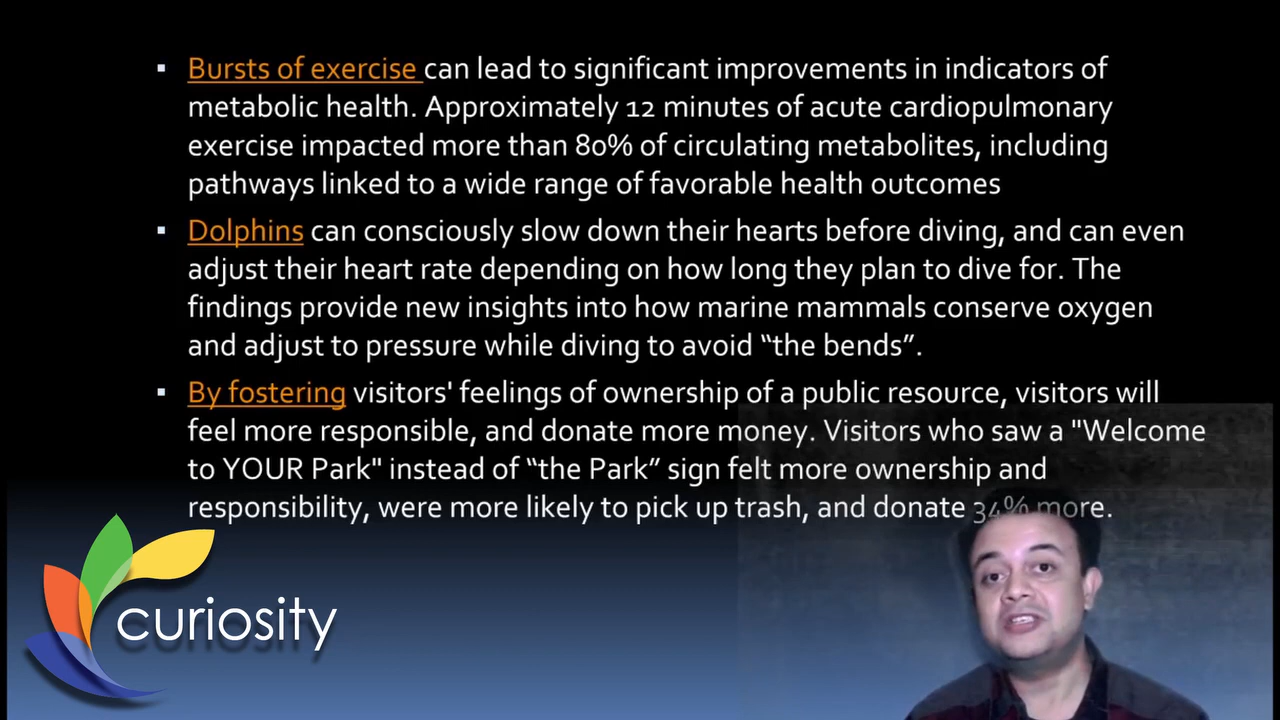 ▪ Bursts of exercise can lead to significant improvements in indicators of
metabolic health. Approximately 12 minutes of acute cardiopulmonary
exercise impacted more than 80% of circulating metabolites, including
pathways linked to a wide range of favorable health outcomes
▪ Dolphins can consciously slow down their hearts before diving, and can even
adjust their heart rate depending on how long they plan to dive for. The
findings provide new insights into how marine mammals conserve oxygen
and adjust to pressure while diving to avoid “the bends”.
▪ By fostering visitors' feelings of ownership of a public resource, visitors will
feel more responsible, and donate more money. Visitors who saw a "Welcome
to YOUR Park" instead of “the Park” sign felt more ownership and
responsibility, were more likely to pick up trash, and donate 34% more.
curiosity